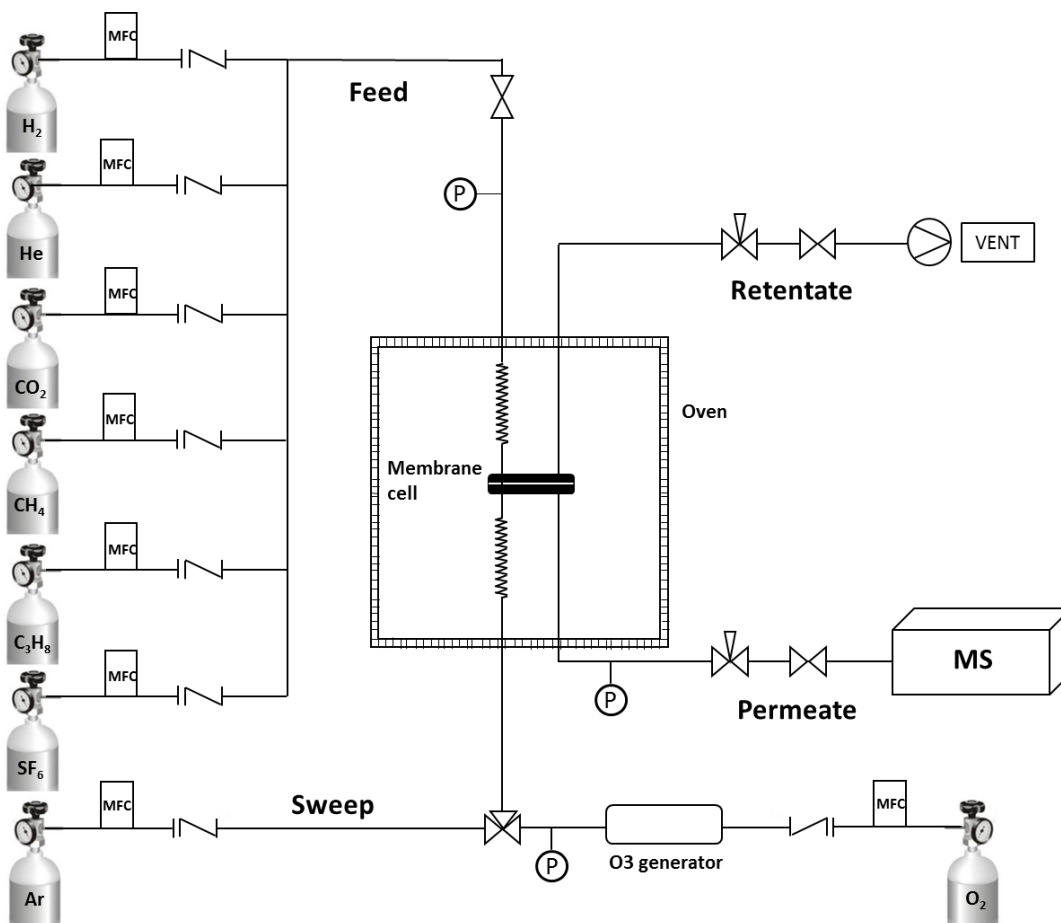 MFC
H₂
Feed
MFC
He
P
VENT
Retentate
MFC
CO₂
MFC
CH₄
Membrane
cell
Oven
MFC
C₃H₈
MFC
SF₆
MS
P
Permeate
MFC
Ar
Sweep
P
O3 generator
MFC
O₂